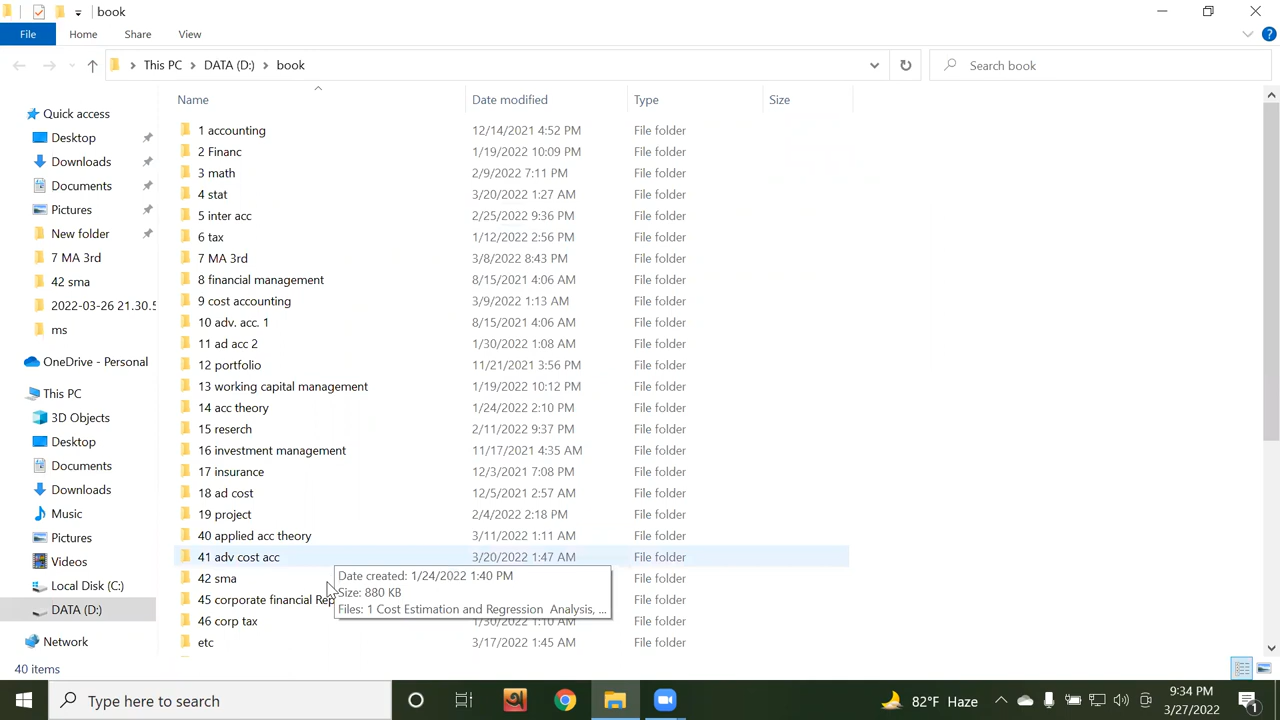 book
File Home Share View
This PC DATA (D:) book Search book
Name Date modified Type Size
Quick access
Desktop
Downloads
Documents
Pictures
New folder
7 MA 3rd
42 sma
2022-03-26 21.30.5
ms
OneDrive - Personal
This PC
3D Objects
Desktop
Documents
Downloads
Music
Pictures
Videos
Local Disk (C:)
DATA (D:)
Network
1 accounting 12/14/2021 4:52 PM File folder
2 Financ 1/19/2022 10:09 PM File folder
3 math 2/9/2022 7:11 PM File folder
4 stat 3/20/2022 1:27 AM File folder
5 inter acc 2/25/2022 9:36 PM File folder
6 tax 1/12/2022 2:56 PM File folder
7 MA 3rd 3/8/2022 8:43 PM File folder
8 financial management 8/15/2021 4:06 AM File folder
9 cost accounting 3/9/2022 1:13 AM File folder
10 adv. acc. 1 8/15/2021 4:06 AM File folder
11 ad acc 2 1/30/2022 1:08 AM File folder
12 portfolio 11/21/2021 3:56 PM File folder
13 working capital management 1/19/2022 10:12 PM File folder
14 acc theory 1/24/2022 2:10 PM File folder
15 reserch 2/11/2022 9:37 PM File folder
16 investment management 11/17/2021 4:35 AM File folder
17 insurance 12/3/2021 7:08 PM File folder
18 ad cost 12/5/2021 2:57 AM File folder
19 project 2/4/2022 2:18 PM File folder
40 applied acc theory 3/11/2022 1:11 AM File folder
41 adv cost acc 3/20/2022 1:47 AM File folder
42 sma File folder
45 corporate financial Rep File folder
46 corp tax 1/30/2022 1:10 AM File folder
etc 3/17/2022 1:45 AM File folder
Date created: 1/24/2022 1:40 PM
Size: 880 KB
Files: 1 Cost Estimation and Regression Analysis, ...
40 items
Type here to search 82°F Haze 9:34 PM
3/27/2022
1